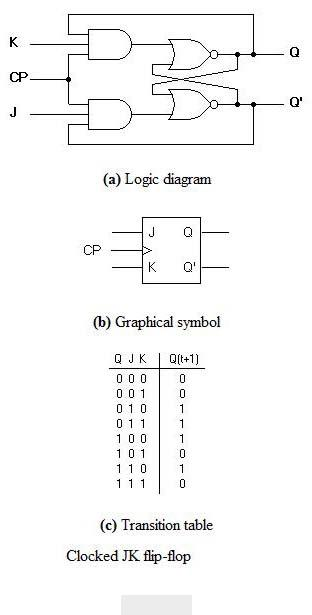 K
Q
CP
J
Q'
(a) Logic diagram
J Q
CP
K Q'
(b) Graphical symbol
Q J K Q(t+1)
0 0 0 0
0 0 1 0
0 1 0 1
0 1 1 1
1 0 0 1
1 0 1 0
1 1 0 1
1 1 1 0
(c) Transition table
Clocked JK flip-flop